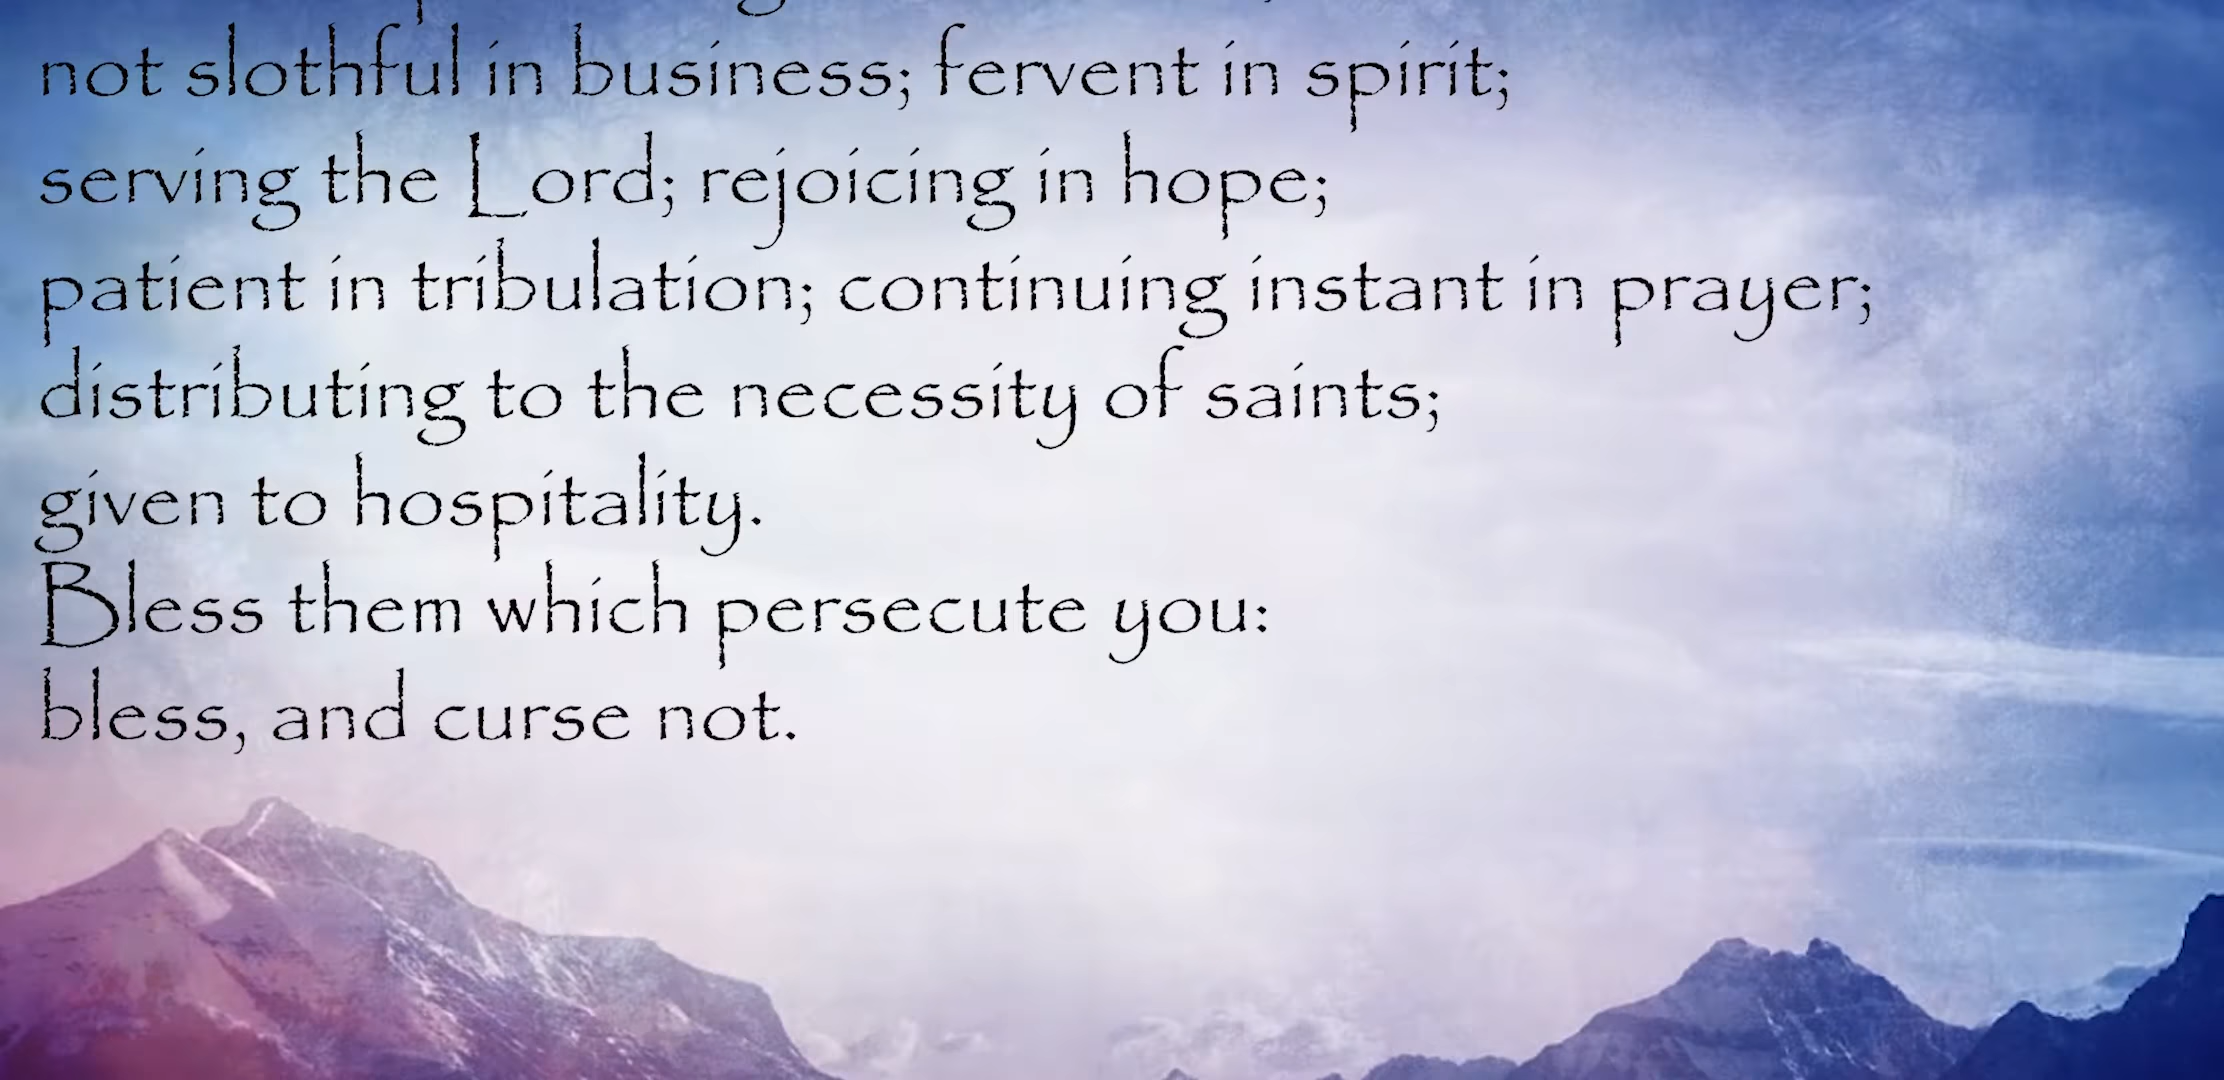 not slothful in business; fervent in spirit;
serving the Lord; rejoicing in hope;
patient in tribulation; continuing instant in prayer;
distributing to the necessity of saints;
given to hospitality.
Bless them which persecute you:
bless, and curse not.